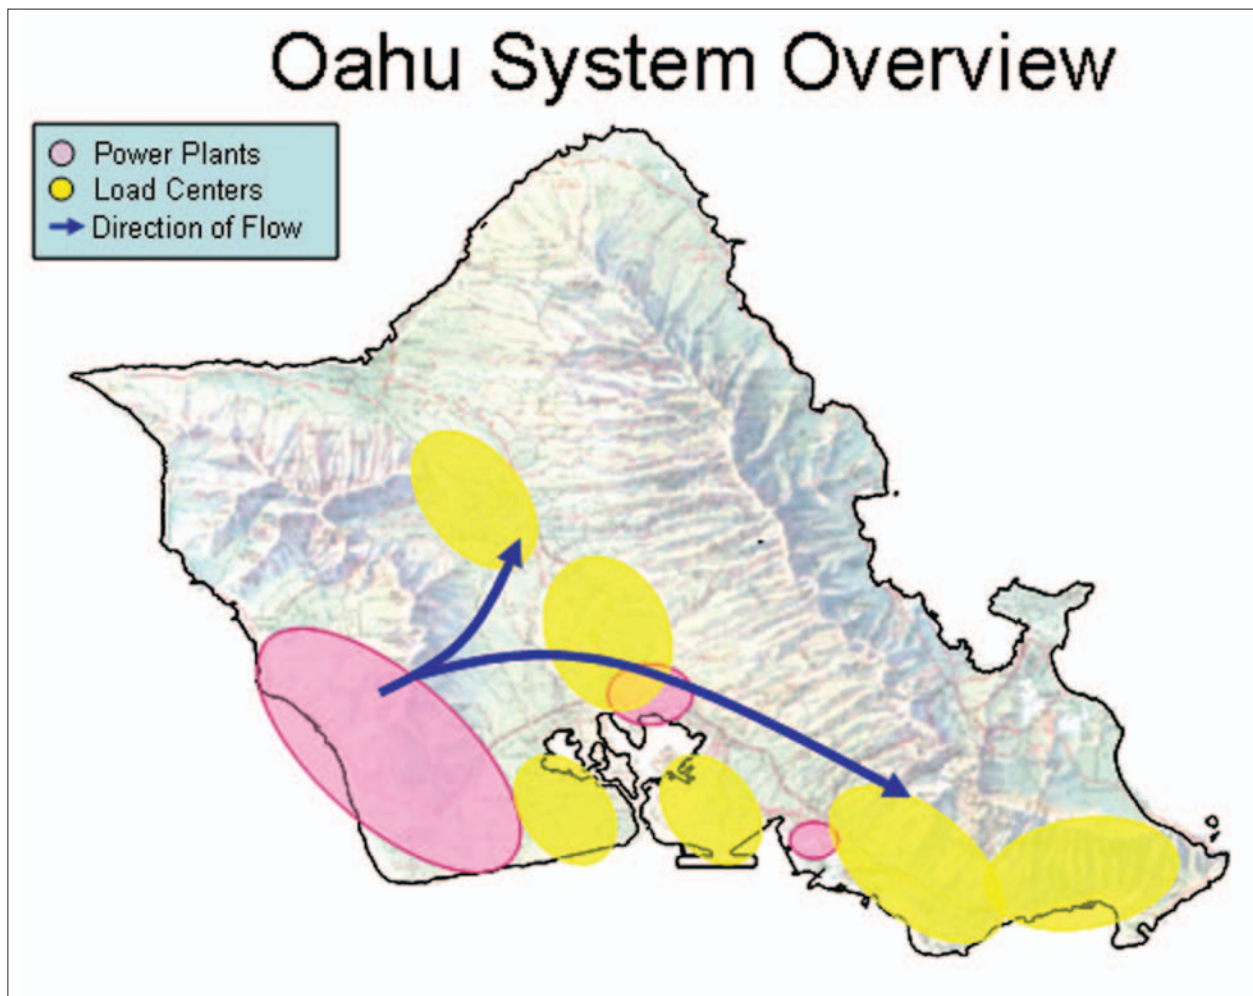 Oahu System Overview
Power Plants
Load Centers
Direction of Flow